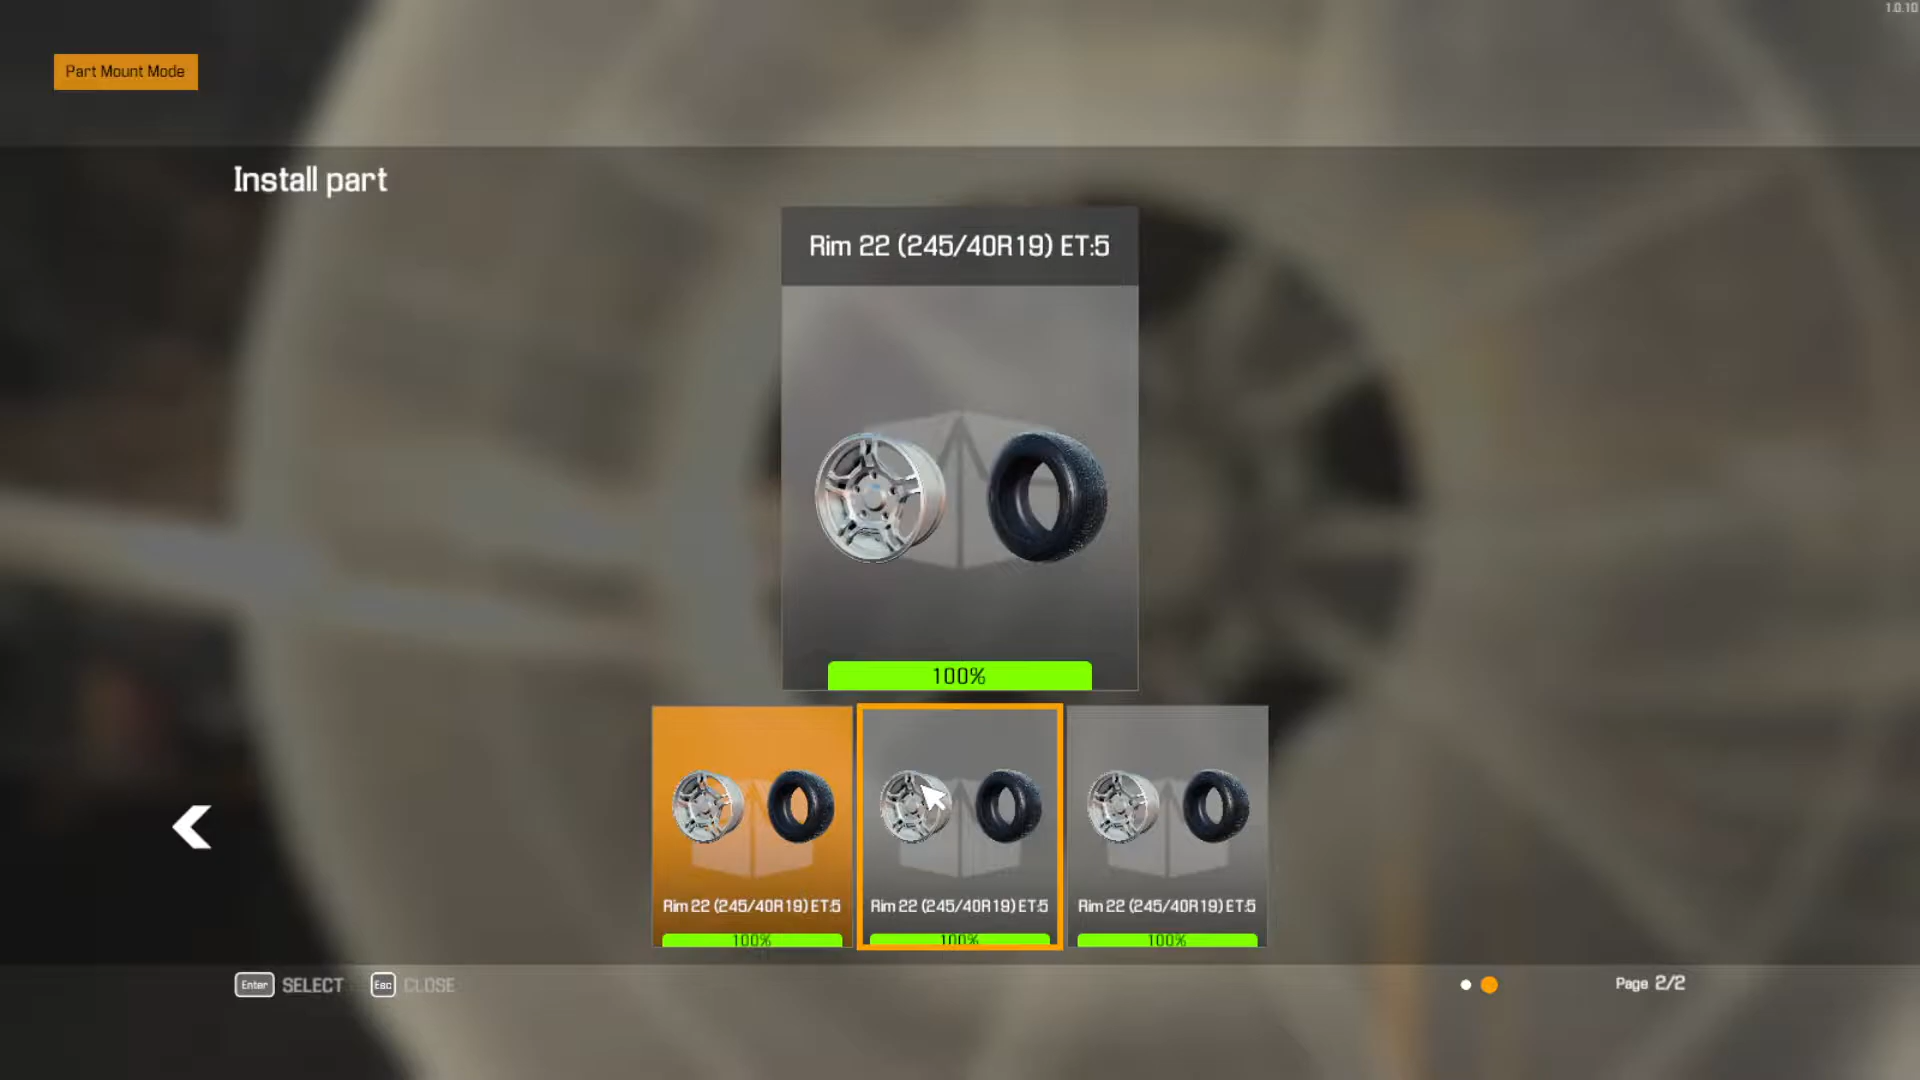 1.0.10
Part Mount Mode
Install part
Rim 22 (245/40R19) ET:5
100%
Rim 22 (245/40R19) ET:5
100%
Rim 22 (245/40R19) ET:5
100%
Rim 22 (245/40R19) ET:5
100%
Enter SELECT Esc CLOSE
Page 2/2